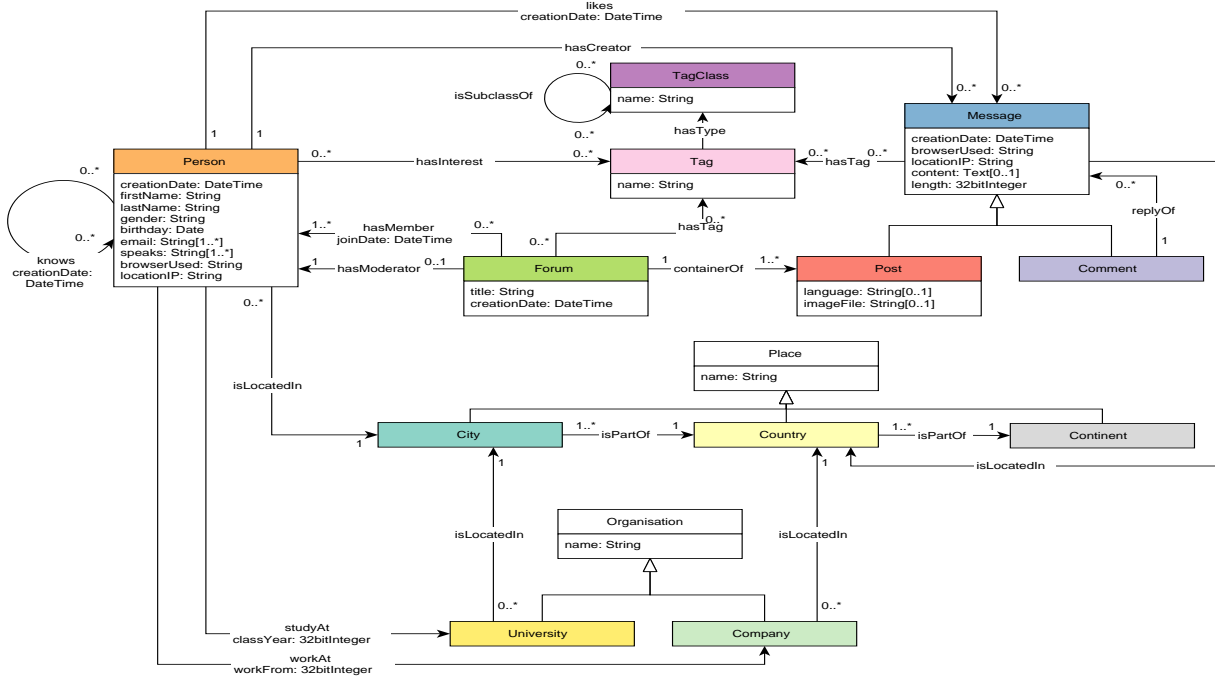 likes
creationDate: DateTime
hasCreator
0..*
TagClass
name: String
isSubclassOf
0..*
0..*
0..*
Message
creationDate: DateTime
browserUsed: String
locationIP: String
content: Text[0..1]
length: 32bitInteger
hasType
1
1
Person
creationDate: DateTime
firstName: String
lastName: String
gender: String
birthday: Date
email: String[1..*]
speaks: String[1..*]
browserUsed: String
locationIP: String
0..*
hasInterest
0..*
Tag
name: String
0..*
hasTag
0..*
0..*
0..*
knows
creationDate:
DateTime
0..*
replyOf
1
1..*
hasMember
joinDate: DateTime
0..*
0..*
hasTag
0..*
1
hasModerator
0..1
Forum
title: String
creationDate: DateTime
1
containerOf
1..*
Post
language: String[0..1]
imageFile: String[0..1]
Comment
0..*
Place
name: String
isLocatedIn
1
City
1..*
isPartOf
1
Country
1..*
isPartOf
1
Continent
1
1
isLocatedIn
Organisation
name: String
isLocatedIn
isLocatedIn
0..*
0..*
studyAt
classYear: 32bitInteger
University
Company
workAt
workFrom: 32bitInteger